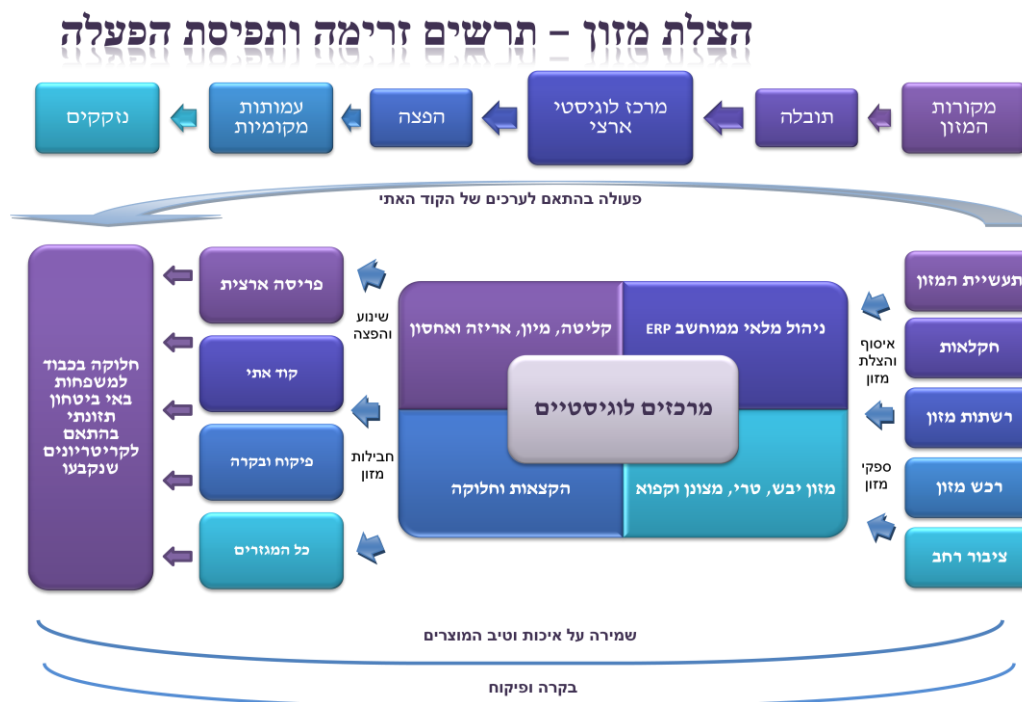 הצלת מזון – תרשים זרימה ותפיסת הפעלה
מקורות
המזון
תובלה
מרכז לוגיסטי
ארצי
הפצה
עמותות
מקומיות
נזקקים
פעולה בהתאם לערכים של הקוד האתי
תעשיית המזון
חקלאות
רשתות מזון
רכש מזון
ציבור רחב
איסוף
והצלת
מזון
ספקי
מזון
ניהול מלאי ממוחשב ERP
קליטה, מיון, אריזה ואחסון
מרכזים לוגיסטיים
מזון יבש, טרי, מצונן וקפוא
הקצאות וחלוקה
שינוע
והפצה
חבילות
מזון
פריסה ארצית
קוד אתי
פיקוח ובקרה
כל המגזרים
חלוקה בכבוד
למשפחות
באי ביטחון
תזונתי
בהתאם
לקריטריונים
שנקבעו
שמירה על איכות וטיב המוצרים
בקרה ופיקוח